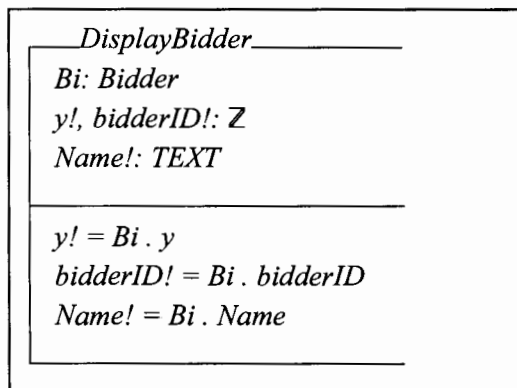 DisplayBidder
Bi: Bidder
y!, bidderID!: ℤ
Name!: TEXT
y! = Bi . y
bidderID! = Bi . bidderID
Name! = Bi . Name